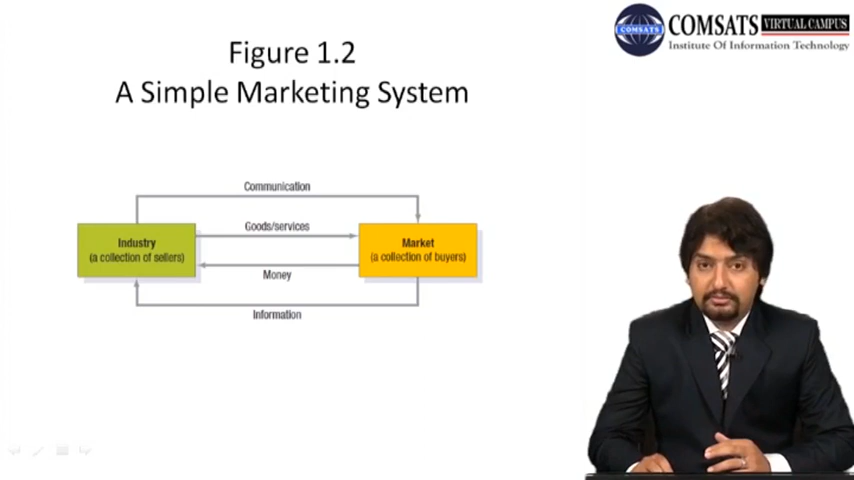 Figure 1.2
A Simple Marketing System
COMSATS
COMSATS VIRTUAL CAMPUS
Institute Of Information Technology
Communication
Goods/services
Industry
(a collection of sellers)
Market
(a collection of buyers)
Money
Information